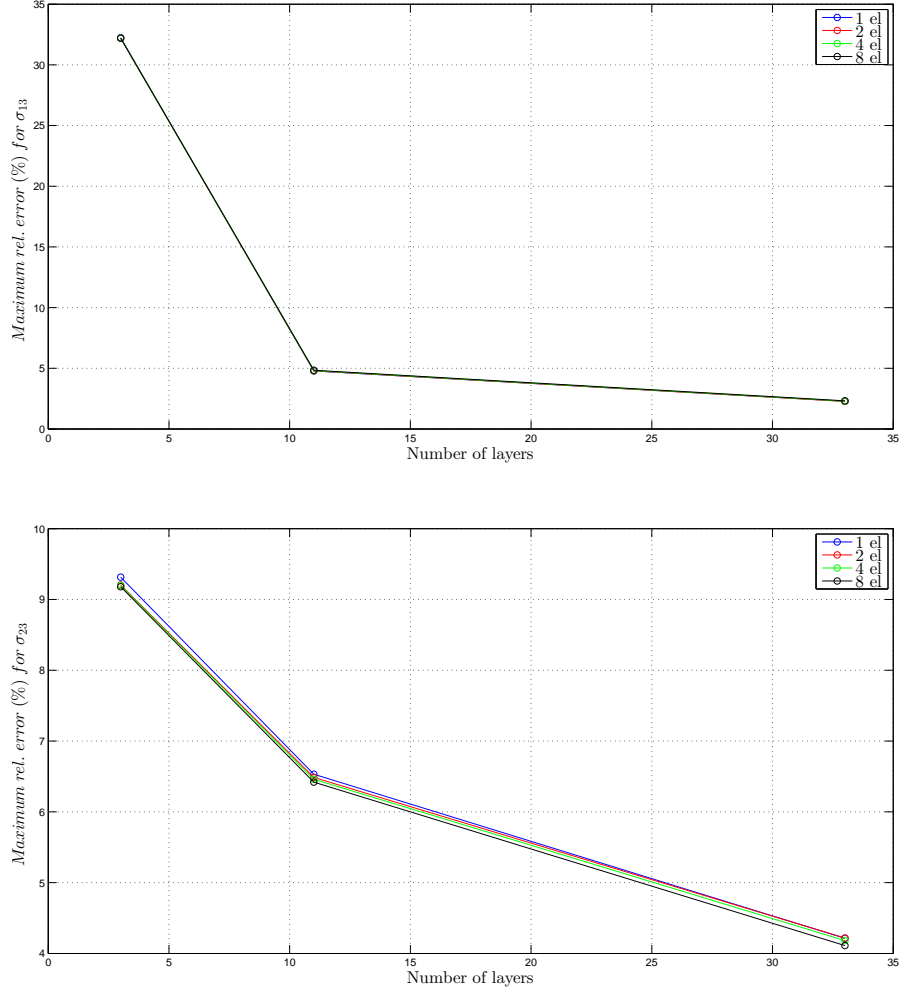 35
30
25
20
15
10
5
0
Maximum rel. error (%) for σ13
0 5 10 15 20 25 30 35
Number of layers
1 el
2 el
4 el
8 el
10
9
8
7
6
5
4
Maximum rel. error (%) for σ23
0 5 10 15 20 25 30 35
Number of layers
1 el
2 el
4 el
8 el